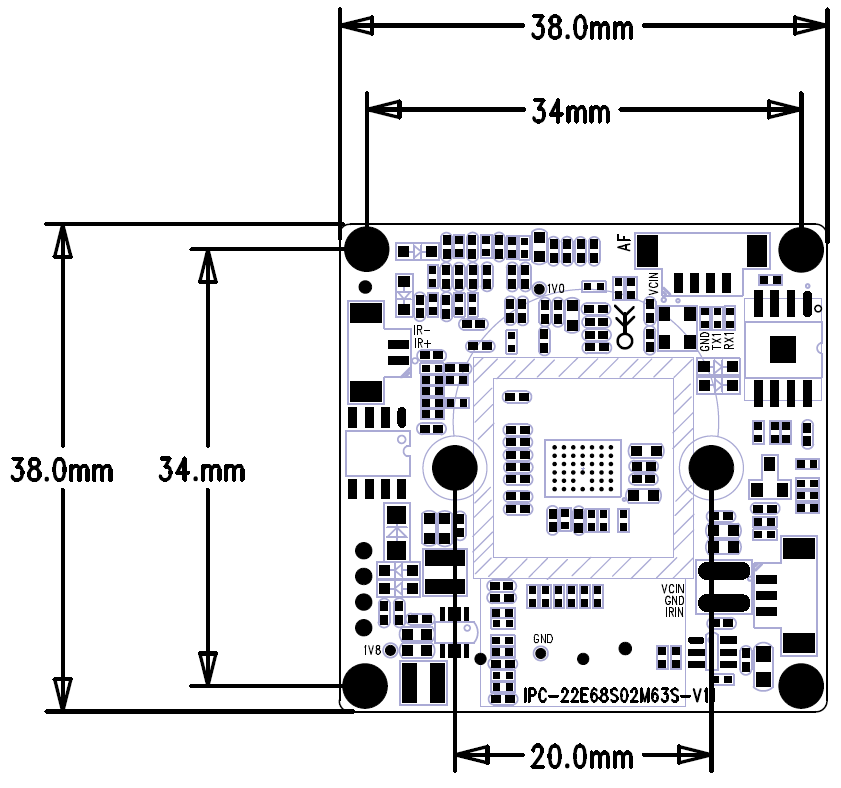 38.0mm
34mm
AF
VCIN
1V0
IR-
IR+
GND
TX1
RX1
38.0mm
34.mm
VCIN
GND
IRIN
GND
1V8
IPC-22E68S02M63S-V11
20.0mm